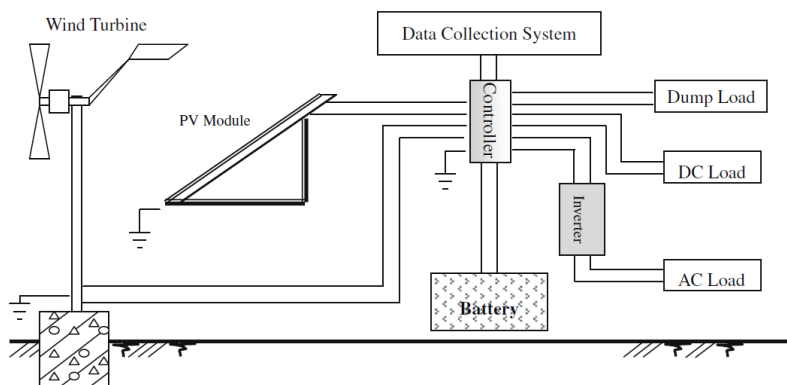 Wind Turbine
Data Collection System
PV Module
Controller
Dump Load
DC Load
Inverter
AC Load
Battery